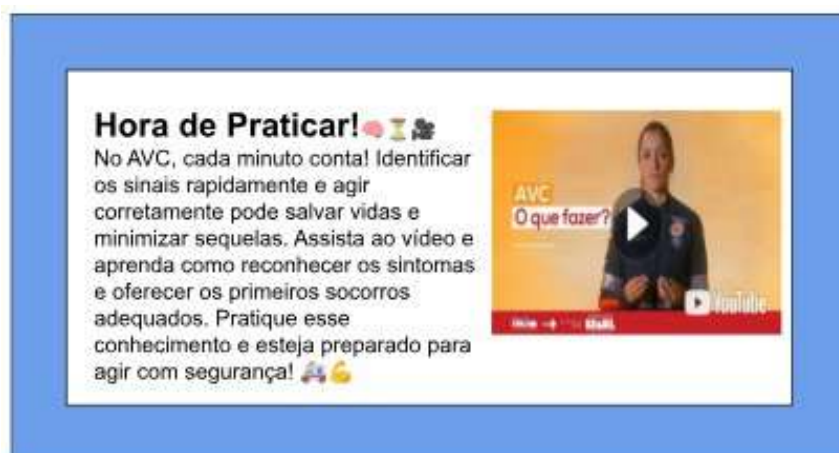 Hora de Praticar!🧠⏳🎥
No AVC, cada minuto conta! Identificar
os sinais rapidamente e agir
corretamente pode salvar vidas e
minimizar sequelas. Assista ao vídeo e
aprenda como reconhecer os sintomas
e oferecer os primeiros socorros
adequados. Pratique esse
conhecimento e esteja preparado para
agir com segurança! 🚑💪
AVC
O que fazer?
YouTube